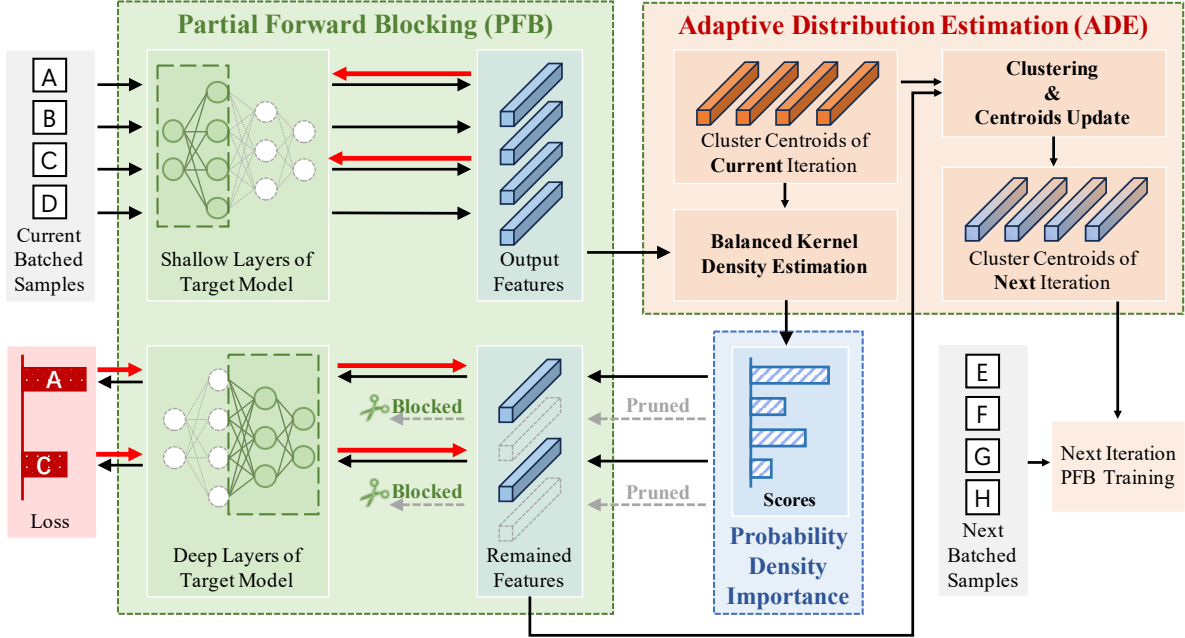 Partial Forward Blocking (PFB)
Adaptive Distribution Estimation (ADE)
A
B
C
D
Current
Batched
Samples
Shallow Layers of
Target Model
Output
Features
Cluster Centroids of
Current Iteration
Clustering
&
Centroids Update
Balanced Kernel
Density Estimation
Cluster Centroids of
Next Iteration
A
C
Loss
Blocked
Blocked
Deep Layers of
Target Model
Remained
Features
Pruned
Pruned
Scores
Probability
Density
Importance
E
F
G
H
Next
Batched
Samples
Next Iteration
PFB Training